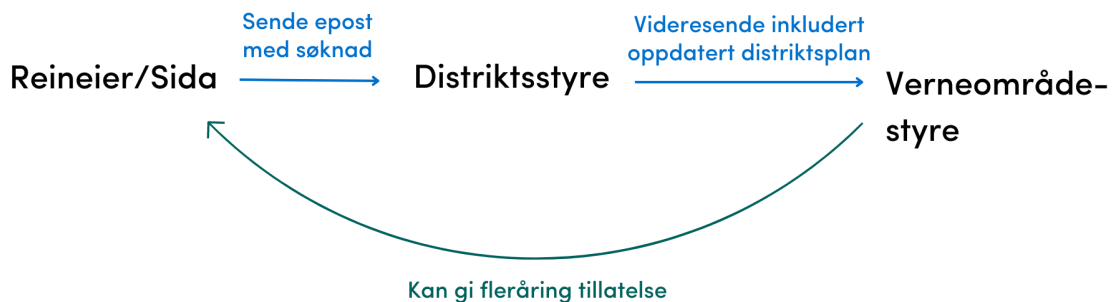 Sende epost
med søknad
Videresende inkludert
oppdatert distriktsplan
Reineier/Sida
Distriktsstyre
Verneområde-
styre
Kan gi fleråring tillatelse